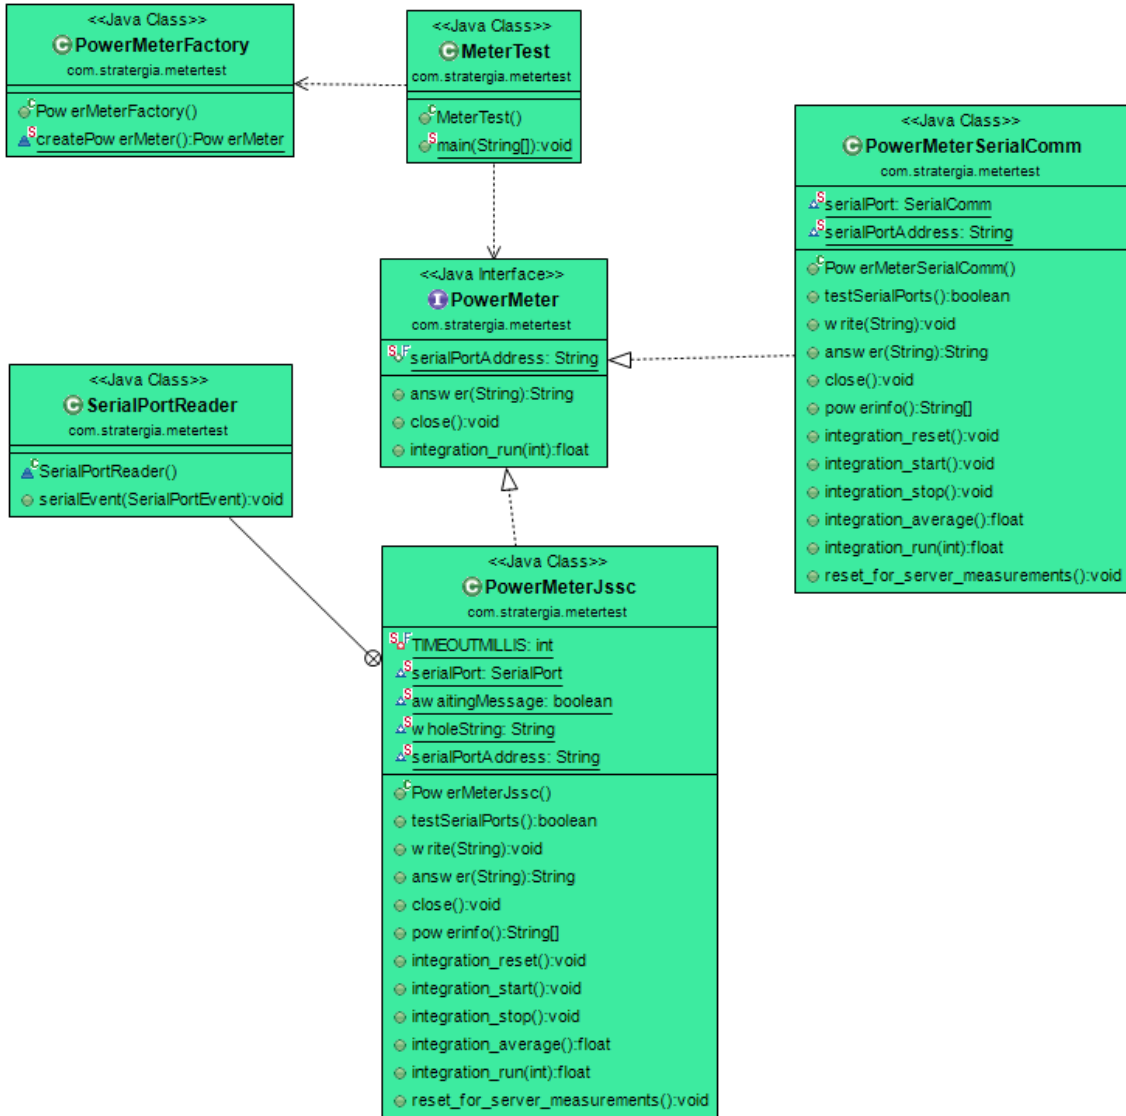 <<Java Class>>
PowerMeterFactory
com.stratergia.metertest
PowerMeterFactory()
createPowerMeter():PowerMeter
<<Java Class>>
MeterTest
com.stratergia.metertest
MeterTest()
main(String[]):void
<<Java Class>>
PowerMeterSerialComm
com.stratergia.metertest
serialPort: SerialComm
serialPortAddress: String
PowerMeterSerialComm()
testSerialPorts():boolean
write(String):void
answer(String):String
close():void
powerinfo():String[]
integration_reset():void
integration_start():void
integration_stop():void
integration_average():float
integration_run(int):float
reset_for_server_measurements():void
<<Java Interface>>
PowerMeter
com.stratergia.metertest
serialPortAddress: String
answer(String):String
close():void
integration_run(int):float
<<Java Class>>
SerialPortReader
com.stratergia.metertest
SerialPortReader()
serialEvent(SerialPortEvent):void
<<Java Class>>
PowerMeterJssc
com.stratergia.metertest
TIMEOUTMILLIS: int
serialPort: SerialPort
awaitingMessage: boolean
wholeString: String
serialPortAddress: String
PowerMeterJssc()
testSerialPorts():boolean
write(String):void
answer(String):String
close():void
powerinfo():String[]
integration_reset():void
integration_start():void
integration_stop():void
integration_average():float
integration_run(int):float
reset_for_server_measurements():void